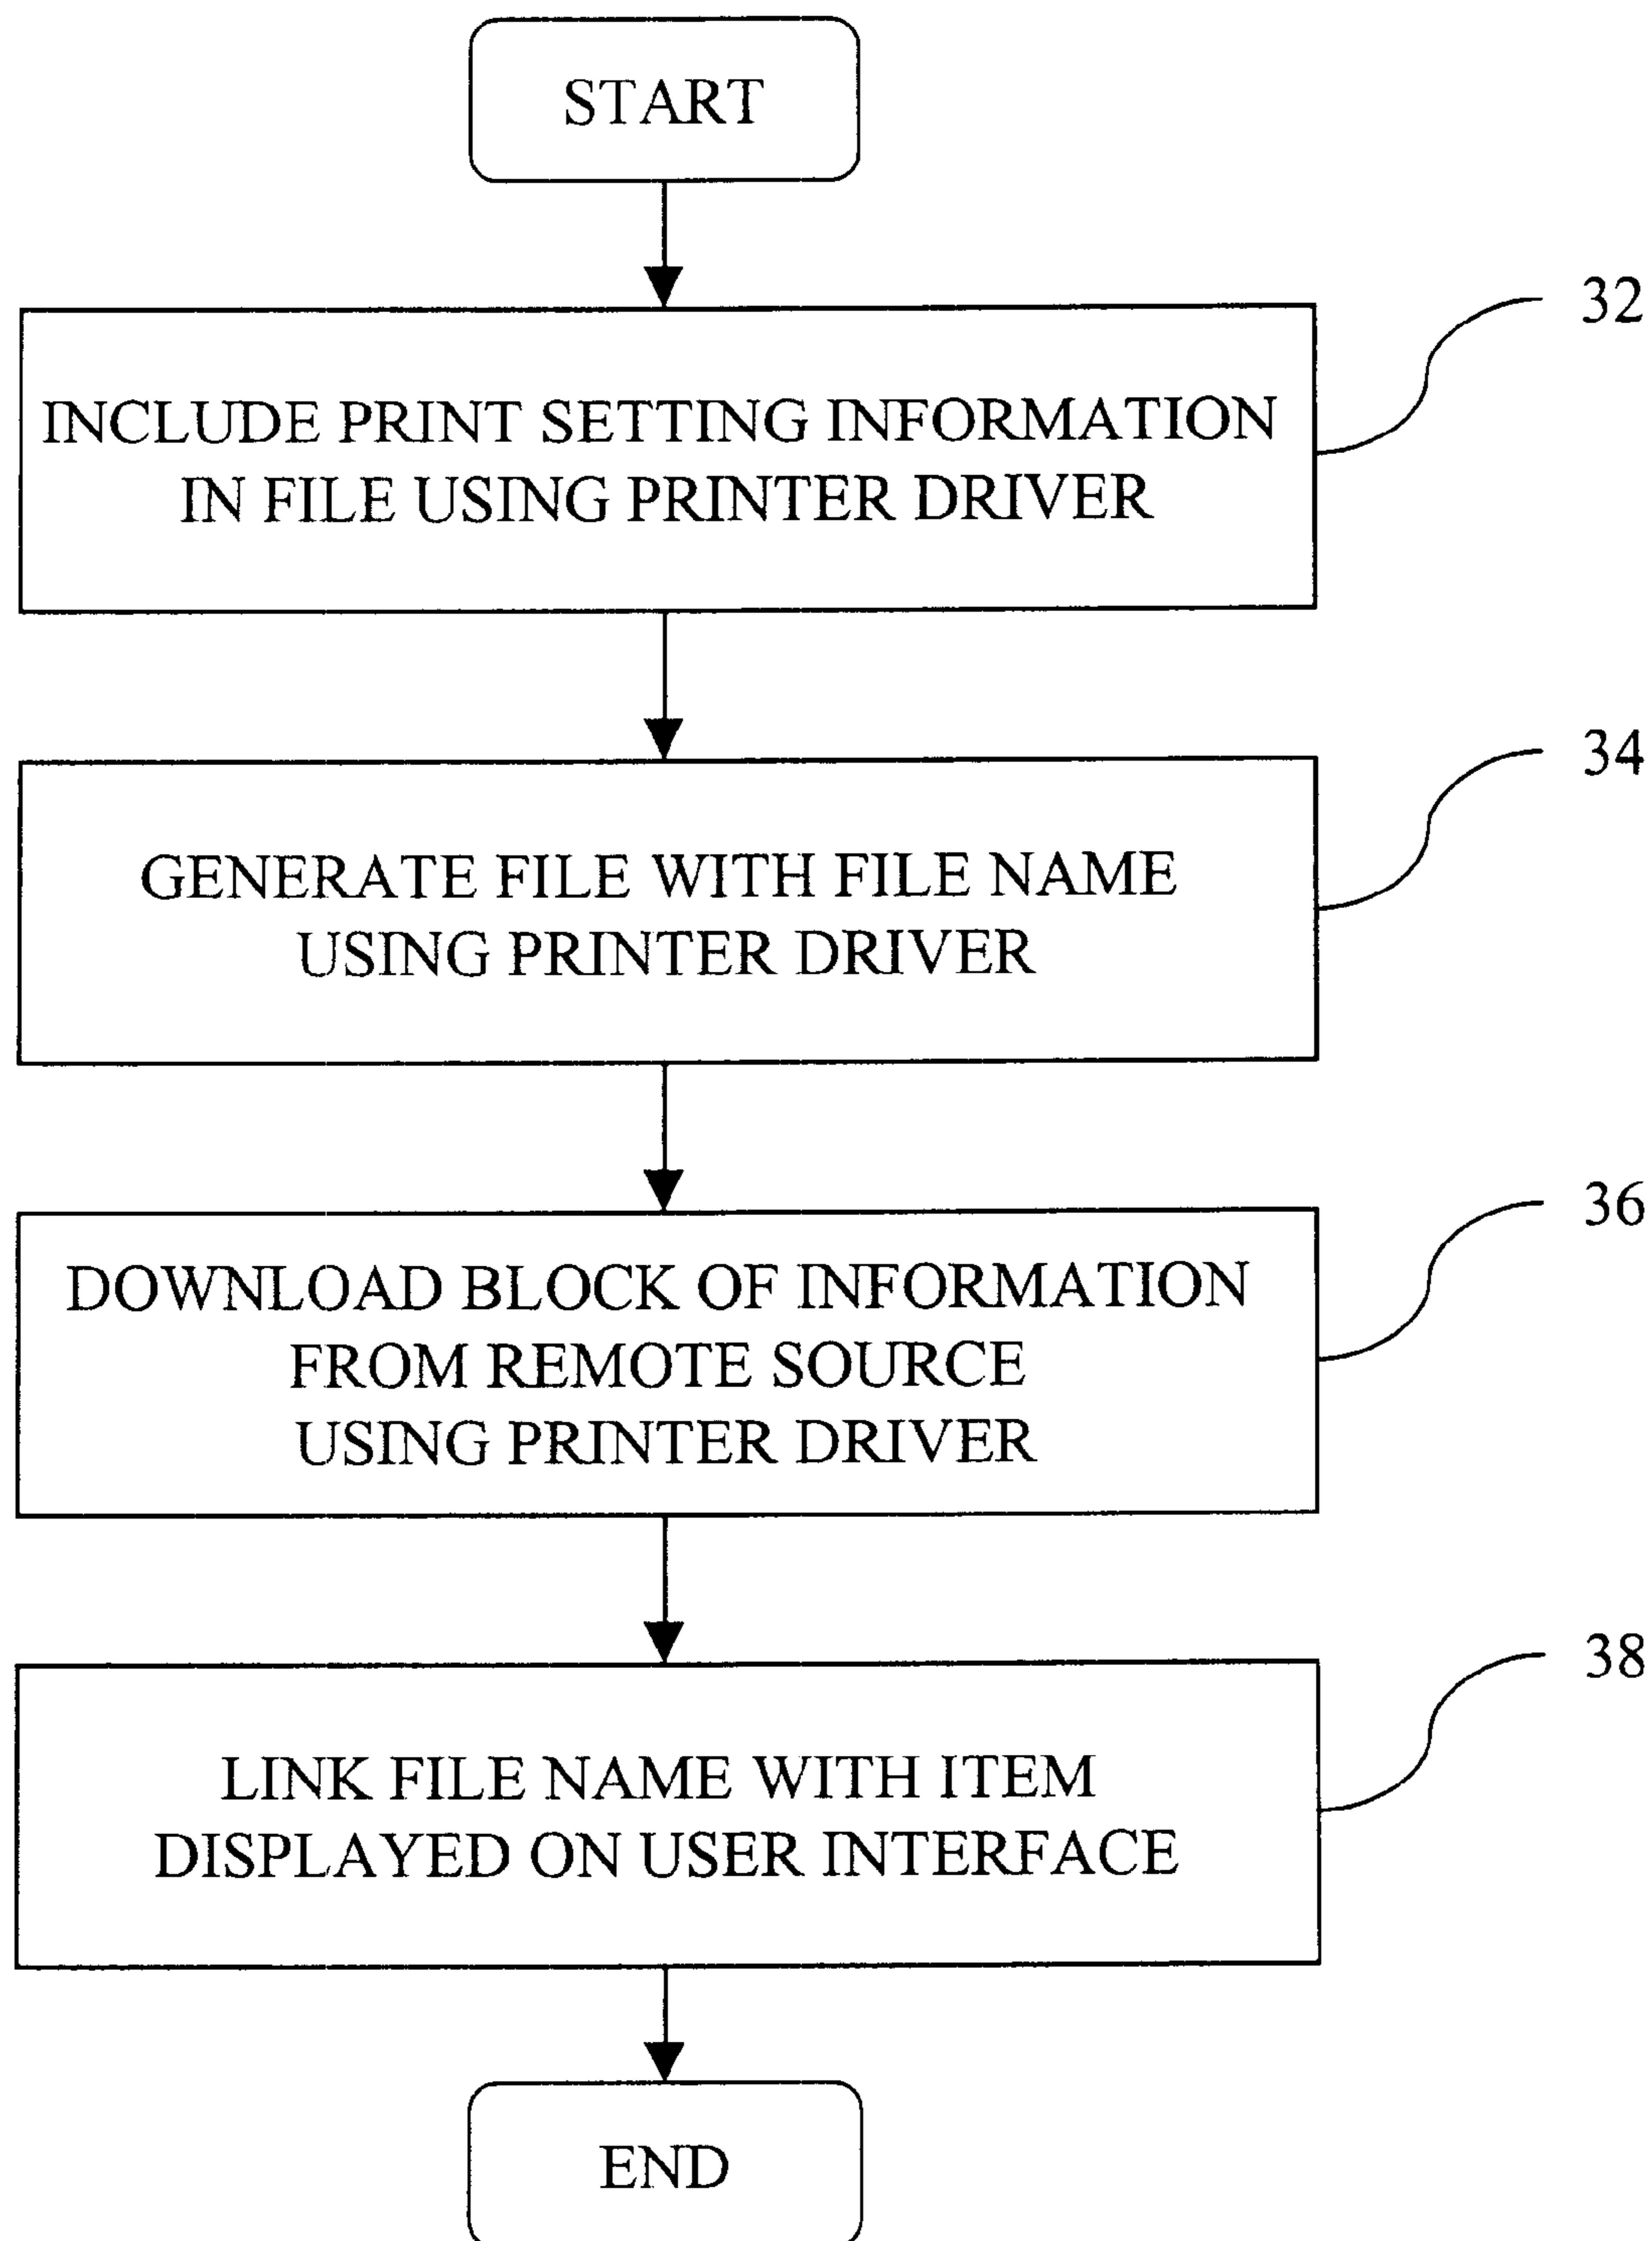 START
32
INCLUDE PRINT SETTING INFORMATION
IN FILE USING PRINTER DRIVER
34
GENERATE FILE WITH FILE NAME
USING PRINTER DRIVER
36
DOWNLOAD BLOCK OF INFORMATION
FROM REMOTE SOURCE
USING PRINTER DRIVER
38
LINK FILE NAME WITH ITEM
DISPLAYED ON USER INTERFACE
END